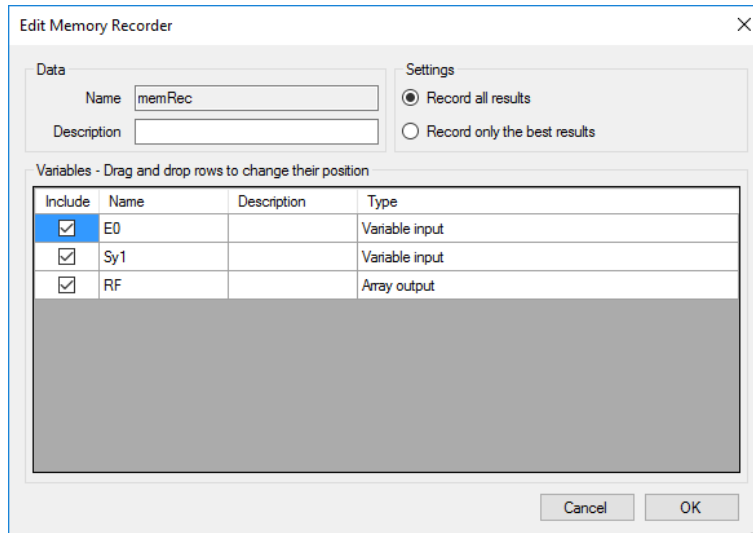 Edit Memory Recorder
Data
Name memRec
Description
Settings
Record all results
Record only the best results
Variables - Drag and drop rows to change their position
Include Name Description Type
E0 Variable input
Sy1 Variable input
RF Array output
Cancel OK